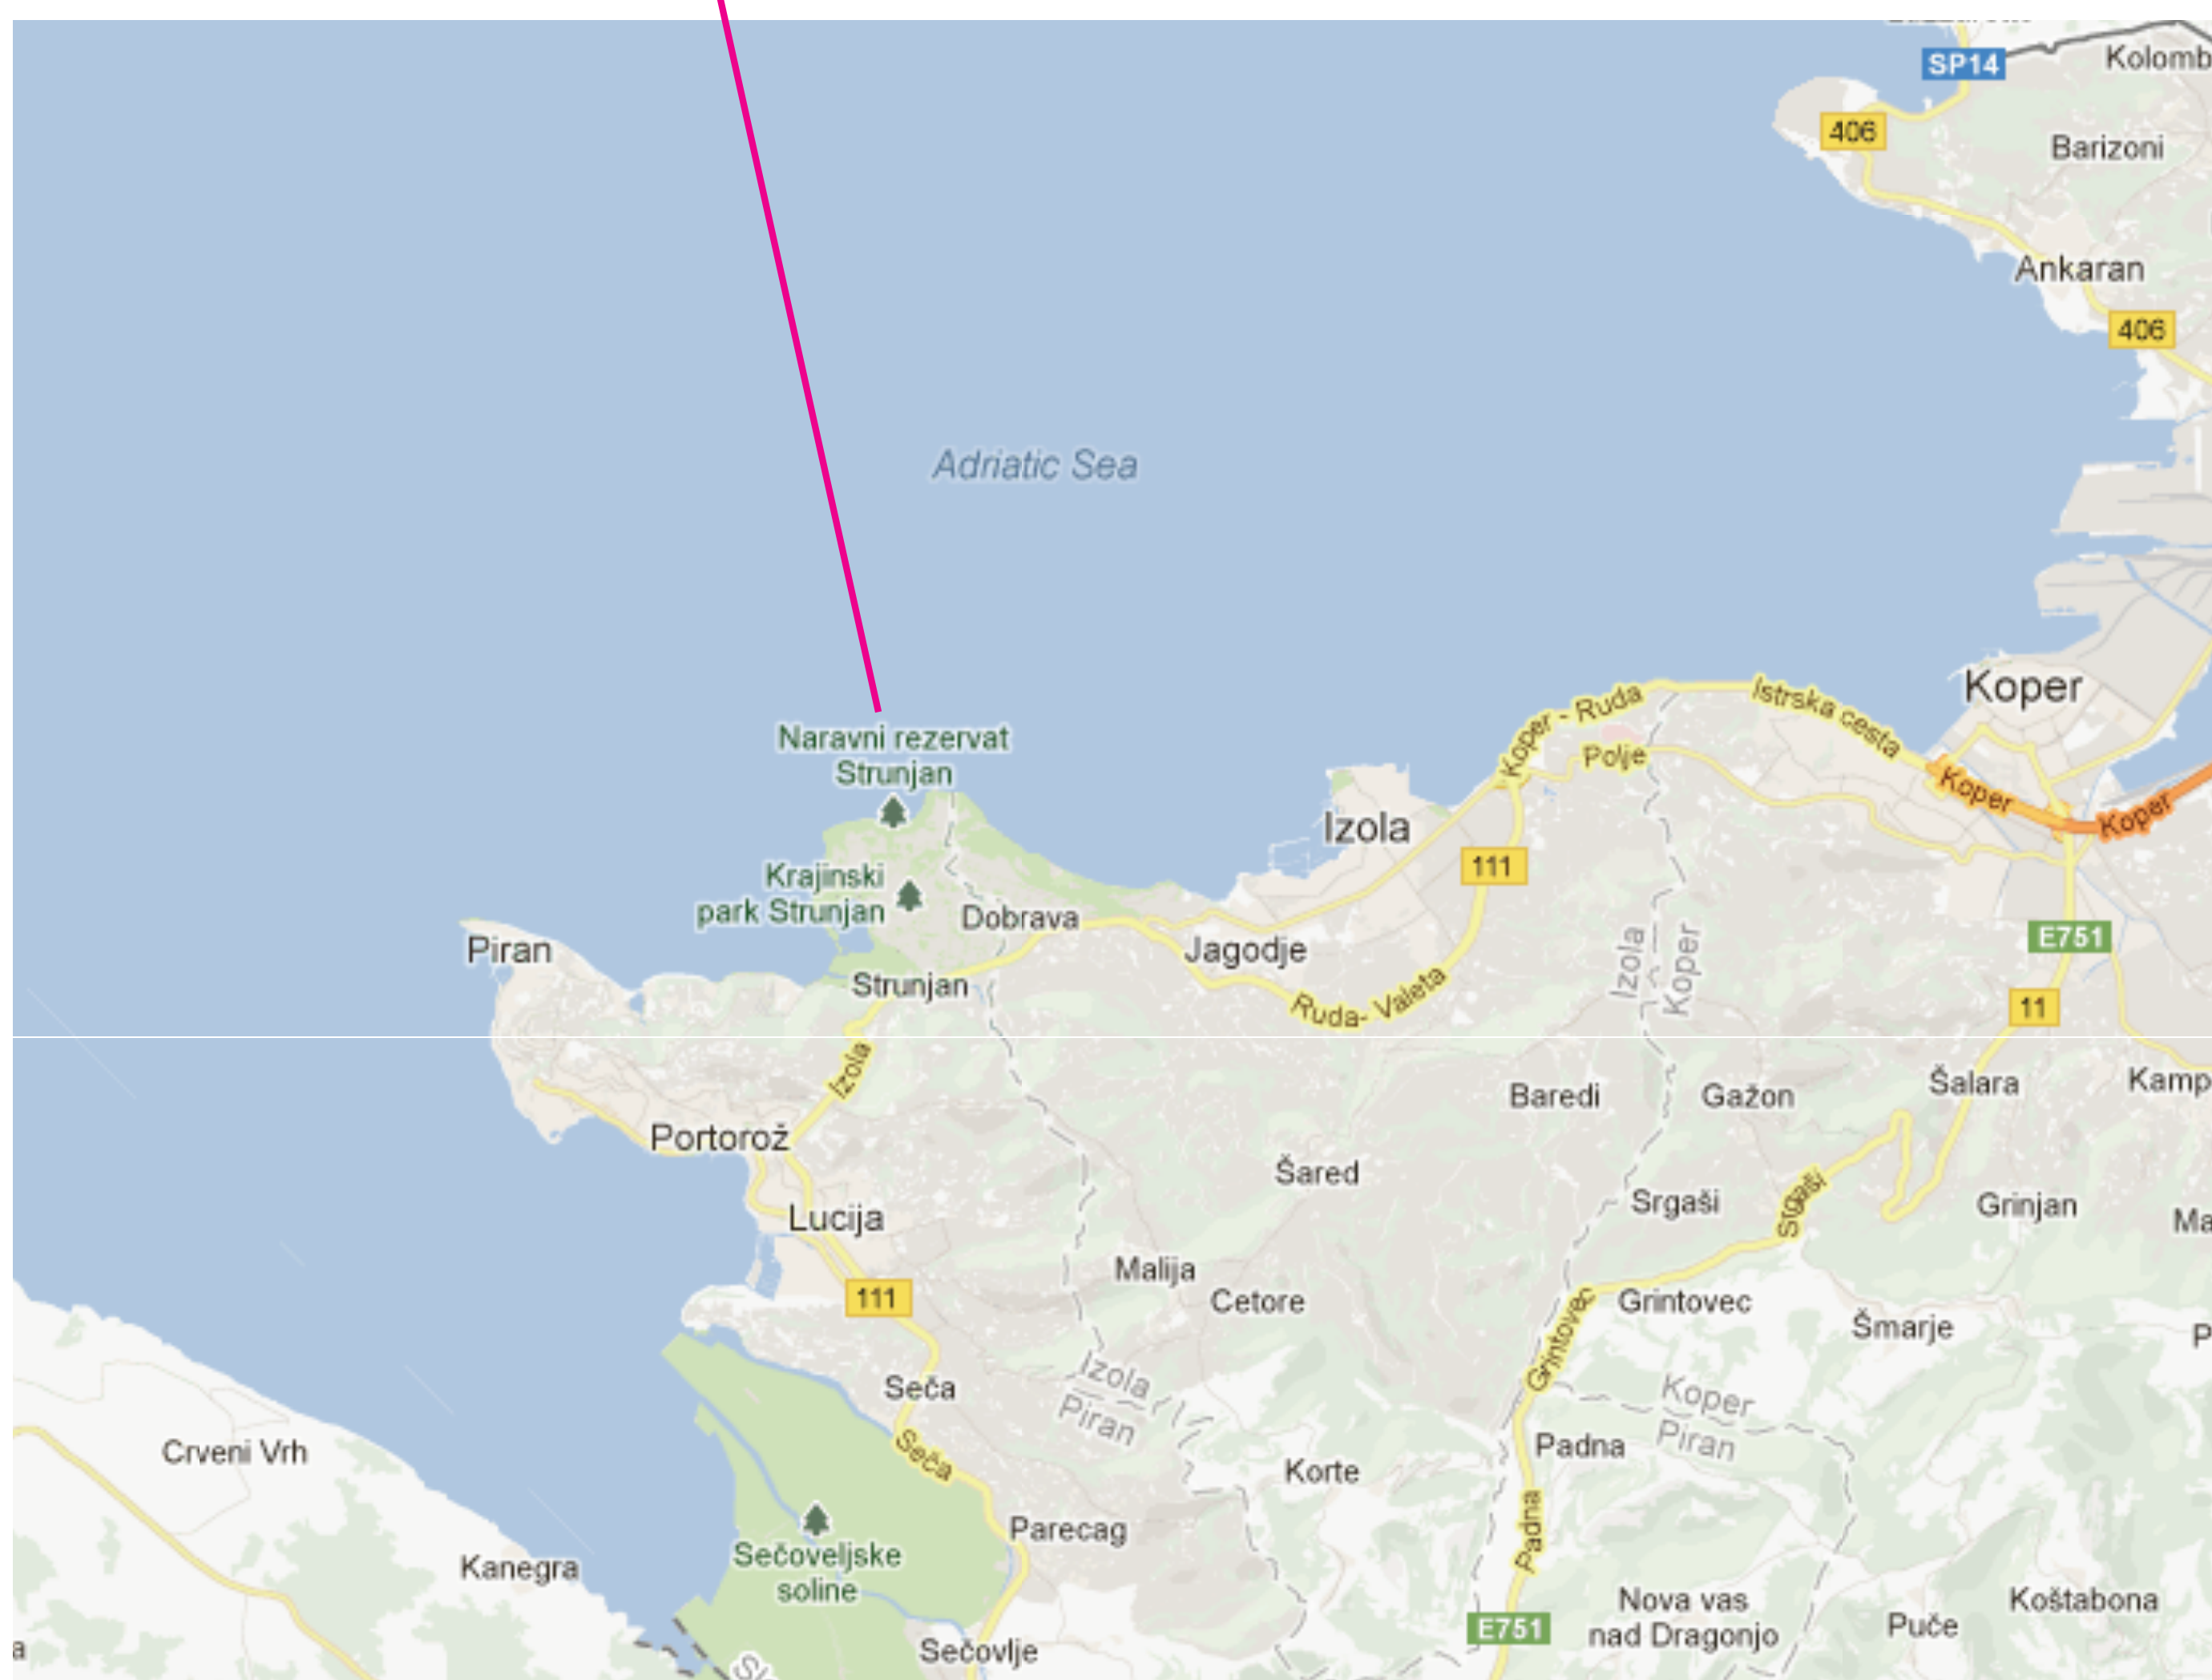 SP14
Kolomb
406
Barizoni
Ankaran
406
Adriatic Sea
Koper
Koper - Ruda
Istrska cesta
Naravni rezervat
Strunjan
Polje
Koper
Koper
Izola
111
Krajinski
park Strunjan
Dobrava
Piran
Jagodje
Izola
Koper
E751
Strunjan
Ruda- Valeta
11
Izola
Baredi
Gažon
Šalara
Kamp
Portorož
Šared
Srgaši
Srgaši
Grinjan
Ma
Lucija
Malija
Cetore
111
Grintovec
Grintovec
Šmarje
P
Izola
Piran
Seča
Koper
Piran
Crveni Vrh
Seča
Padna
Korte
Padna
Parecag
Sečoveljske
soline
Kanegra
Nova vas
nad Dragonjo
Koštabona
Puče
E751
a
Sečovlje